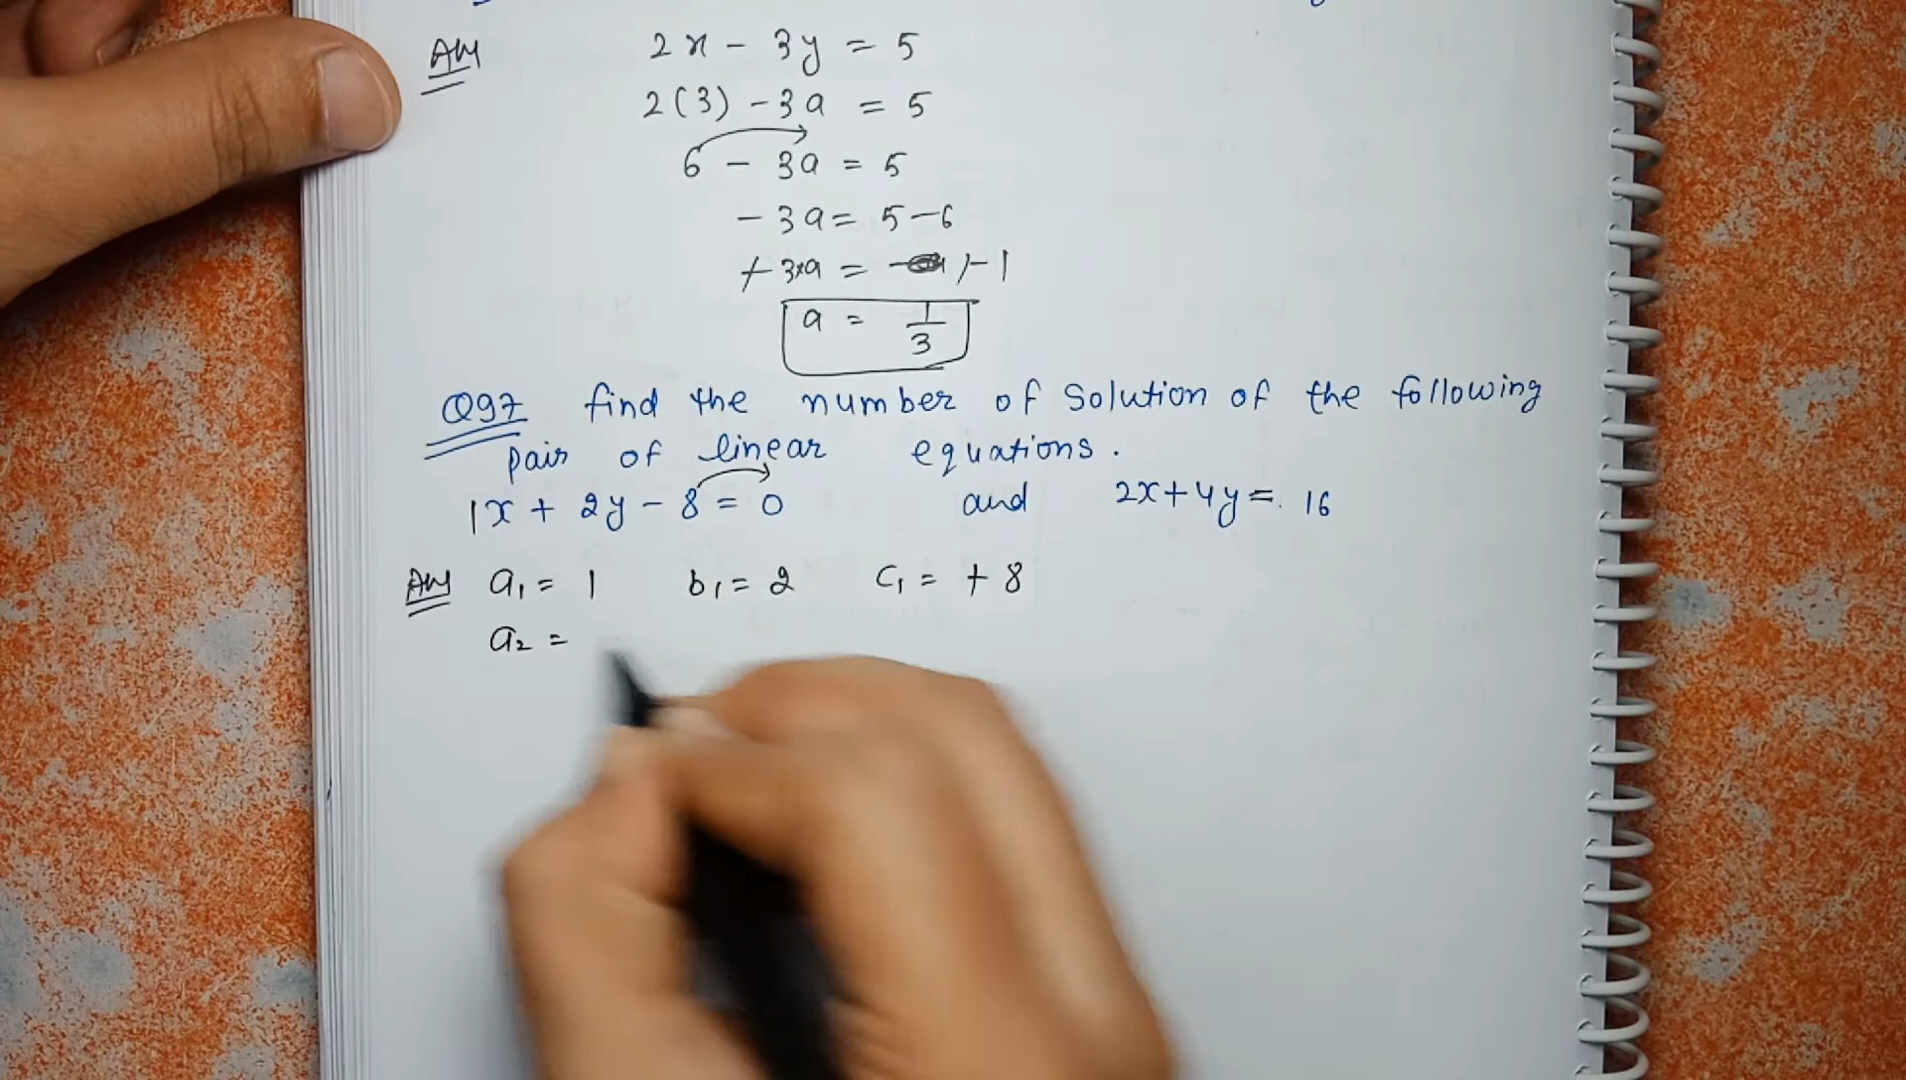 Ans 2x - 3y = 5
2(3) - 3a = 5
6 - 3a = 5
- 3a = 5-6
+ 3a = - 1
a = 1/3
Q97 find the number of Solution of the following
pair of linear equations.
1x + 2y - 8 = 0 and 2x+4y = 16
Ans a₁ = 1 b₁ = 2 c₁ = + 8
a₂ =